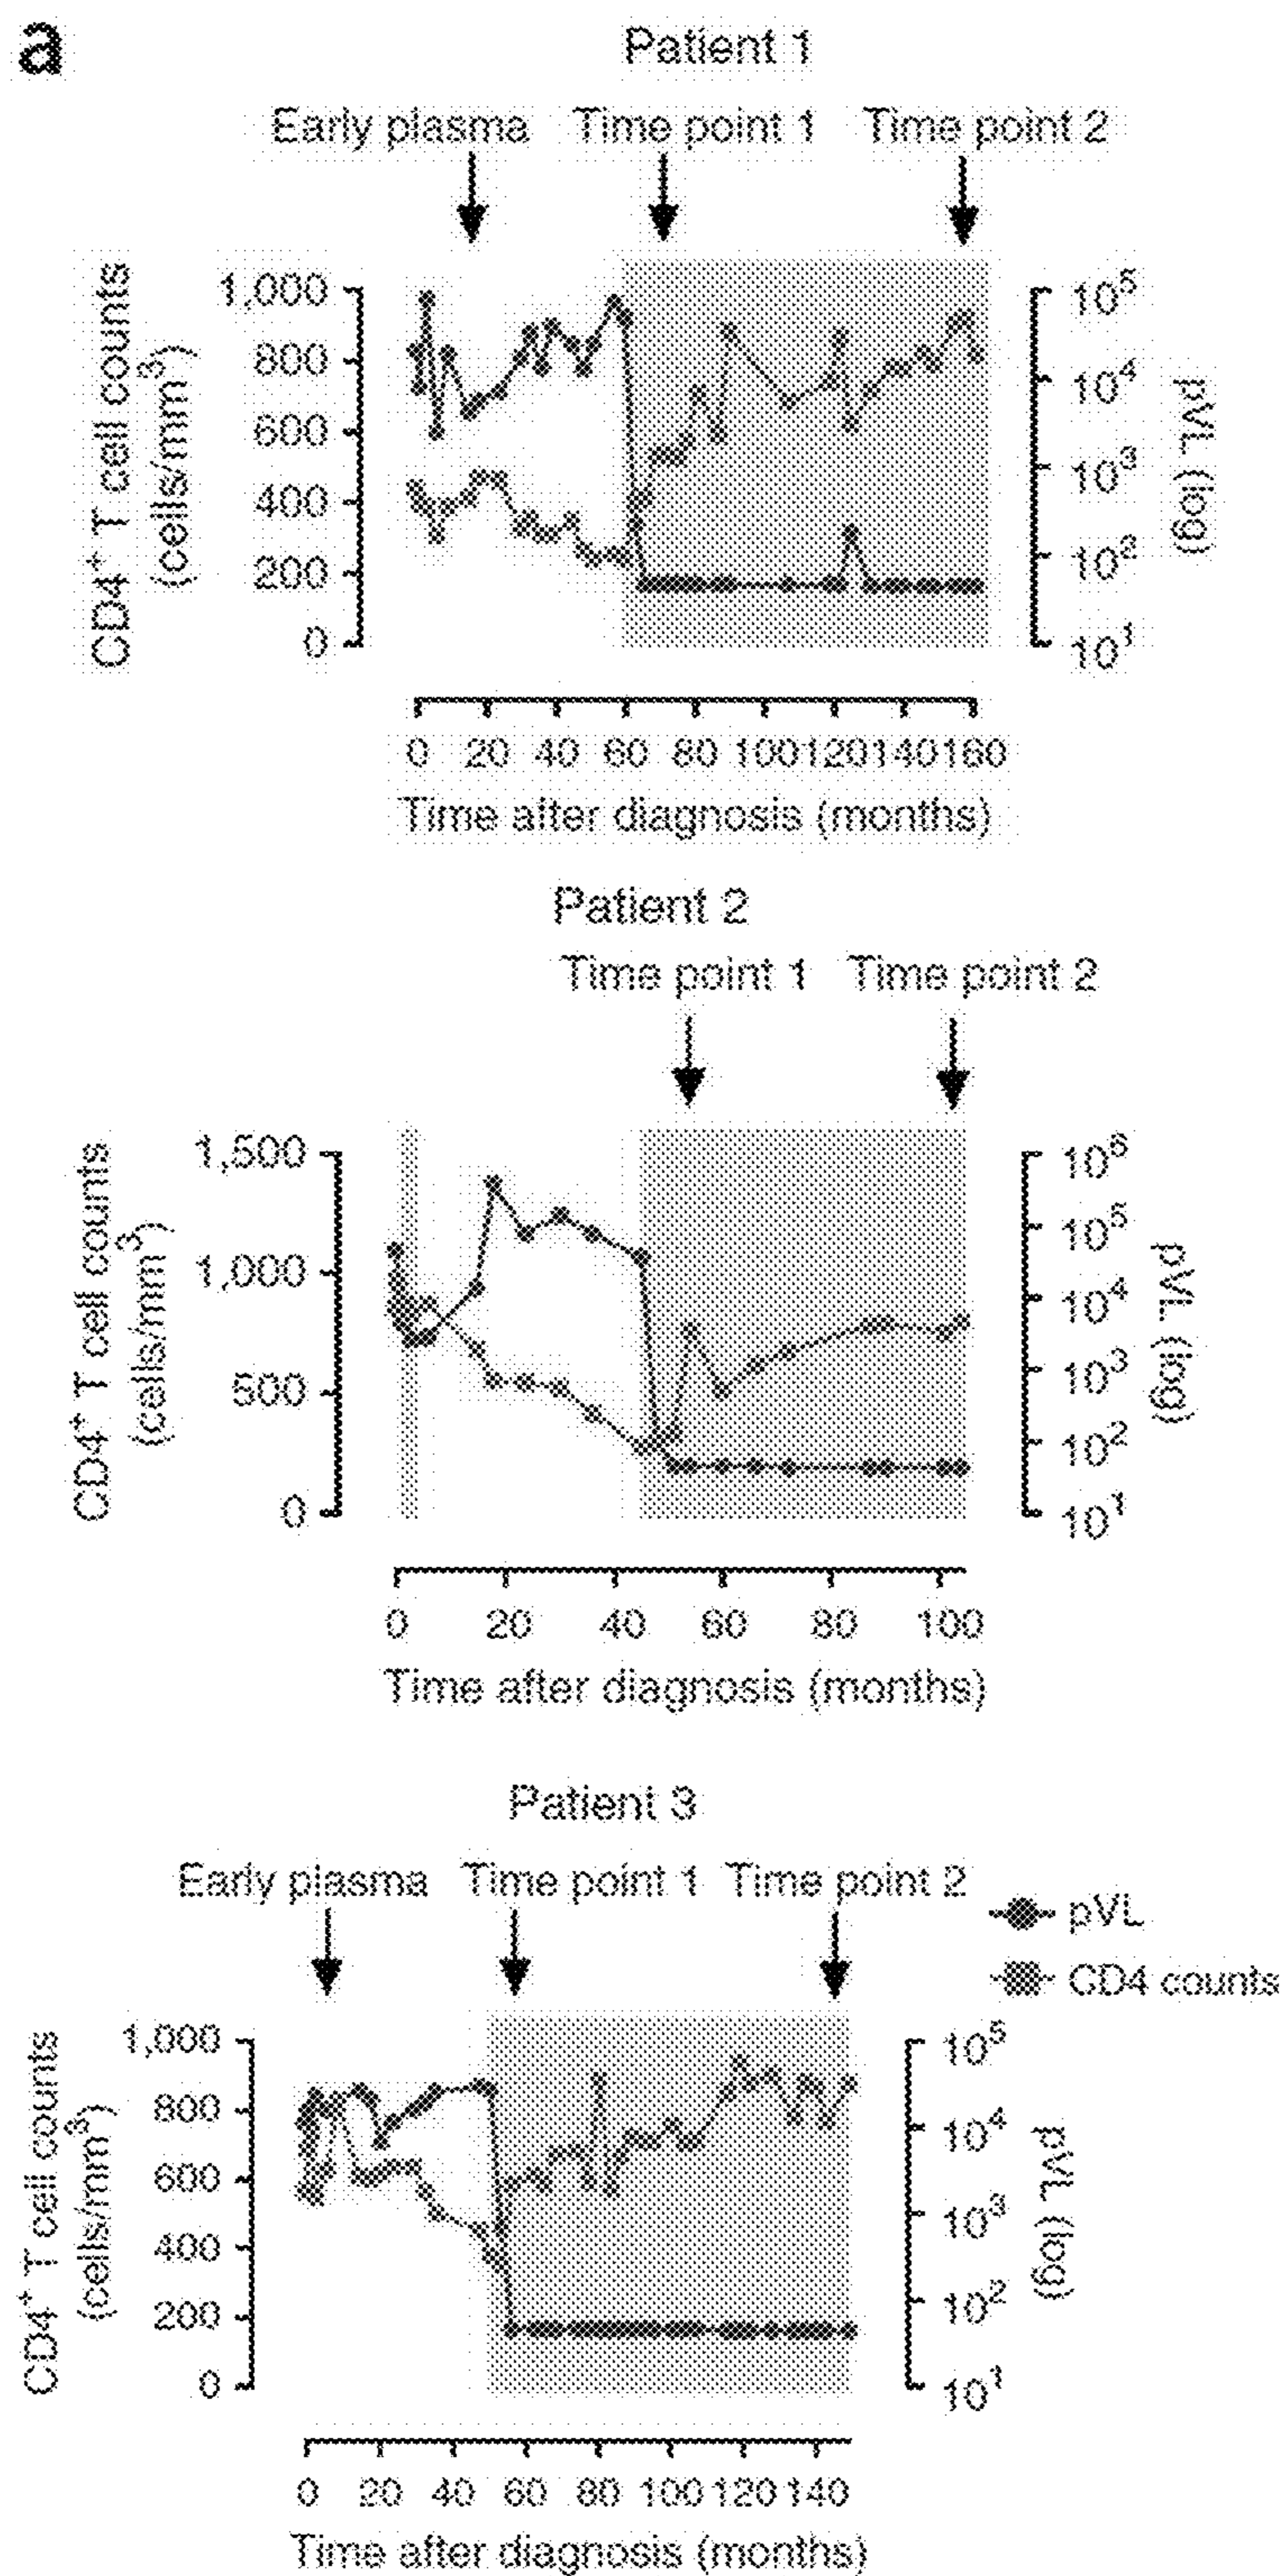 a
Patient 1
Early plasma Time point 1 Time point 2
CD4⁺ T cell counts
(cells/mm³)
1,000
800
600
400
200
0
10⁵
10⁴
10³
10²
10¹
pVL (log)
0 20 40 60 80 100 120 140 160
Time after diagnosis (months)
Patient 2
Time point 1 Time point 2
CD4⁺ T cell counts
(cells/mm³)
1,500
1,000
500
0
10⁶
10⁵
10⁴
10³
10²
10¹
pVL (log)
0 20 40 60 80 100
Time after diagnosis (months)
Patient 3
Early plasma Time point 1 Time point 2
pVL
CD4 counts
CD4⁺ T cell counts
(cells/mm³)
1,000
800
600
400
200
0
10⁵
10⁴
10³
10²
10¹
pVL (log)
0 20 40 60 80 100 120 140
Time after diagnosis (months)